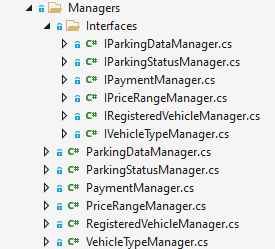 Managers
Interfaces
C# IParkingDataManager.cs
C# IParkingStatusManager.cs
C# IPaymentManager.cs
C# IPriceRangeManager.cs
C# IRegisteredVehicleManager.cs
C# IVehicleTypeManager.cs
C# ParkingDataManager.cs
C# ParkingStatusManager.cs
C# PaymentManager.cs
C# PriceRangeManager.cs
C# RegisteredVehicleManager.cs
C# VehicleTypeManager.cs